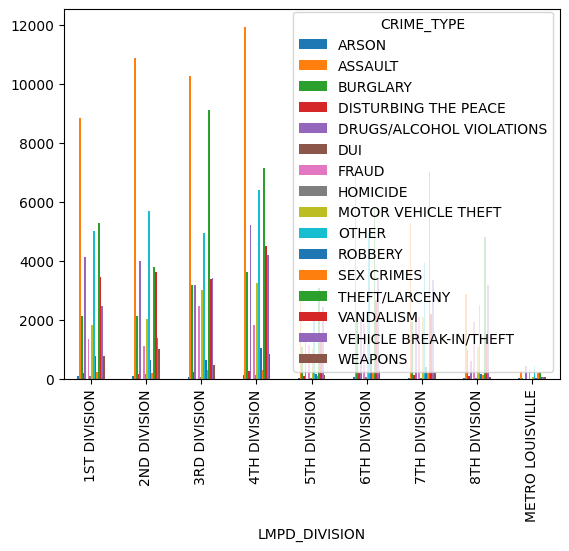 12000
10000
8000
6000
4000
2000
0
CRIME_TYPE
ARSON
ASSAULT
BURGLARY
DISTURBING THE PEACE
DRUGS/ALCOHOL VIOLATIONS
DUI
FRAUD
HOMICIDE
MOTOR VEHICLE THEFT
OTHER
ROBBERY
SEX CRIMES
THEFT/LARCENY
VANDALISM
VEHICLE BREAK-IN/THEFT
WEAPONS
1ST DIVISION
2ND DIVISION
3RD DIVISION
4TH DIVISION
5TH DIVISION
6TH DIVISION
7TH DIVISION
8TH DIVISION
METRO LOUISVILLE
LMPD_DIVISION